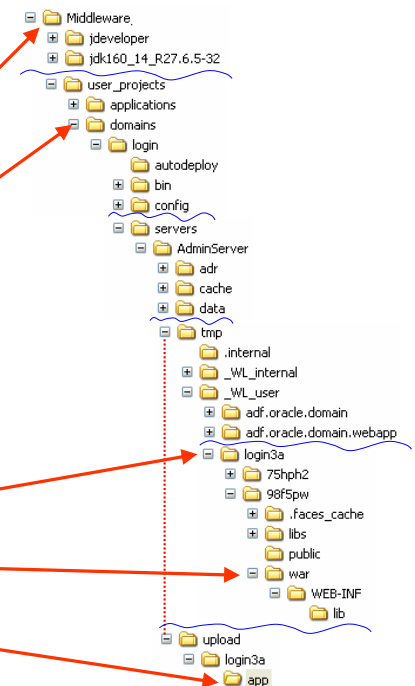 Middleware
jdeveloper
jdk160_14_R27.6.5-32
user_projects
applications
domains
login
autodeploy
bin
config
servers
AdminServer
adr
cache
data
tmp
.internal
_WL_internal
_WL_user
adf.oracle.domain
adf.oracle.domain.webapp
login3a
75hph2
98f5pw
.faces_cache
libs
public
war
WEB-INF
lib
upload
login3a
app